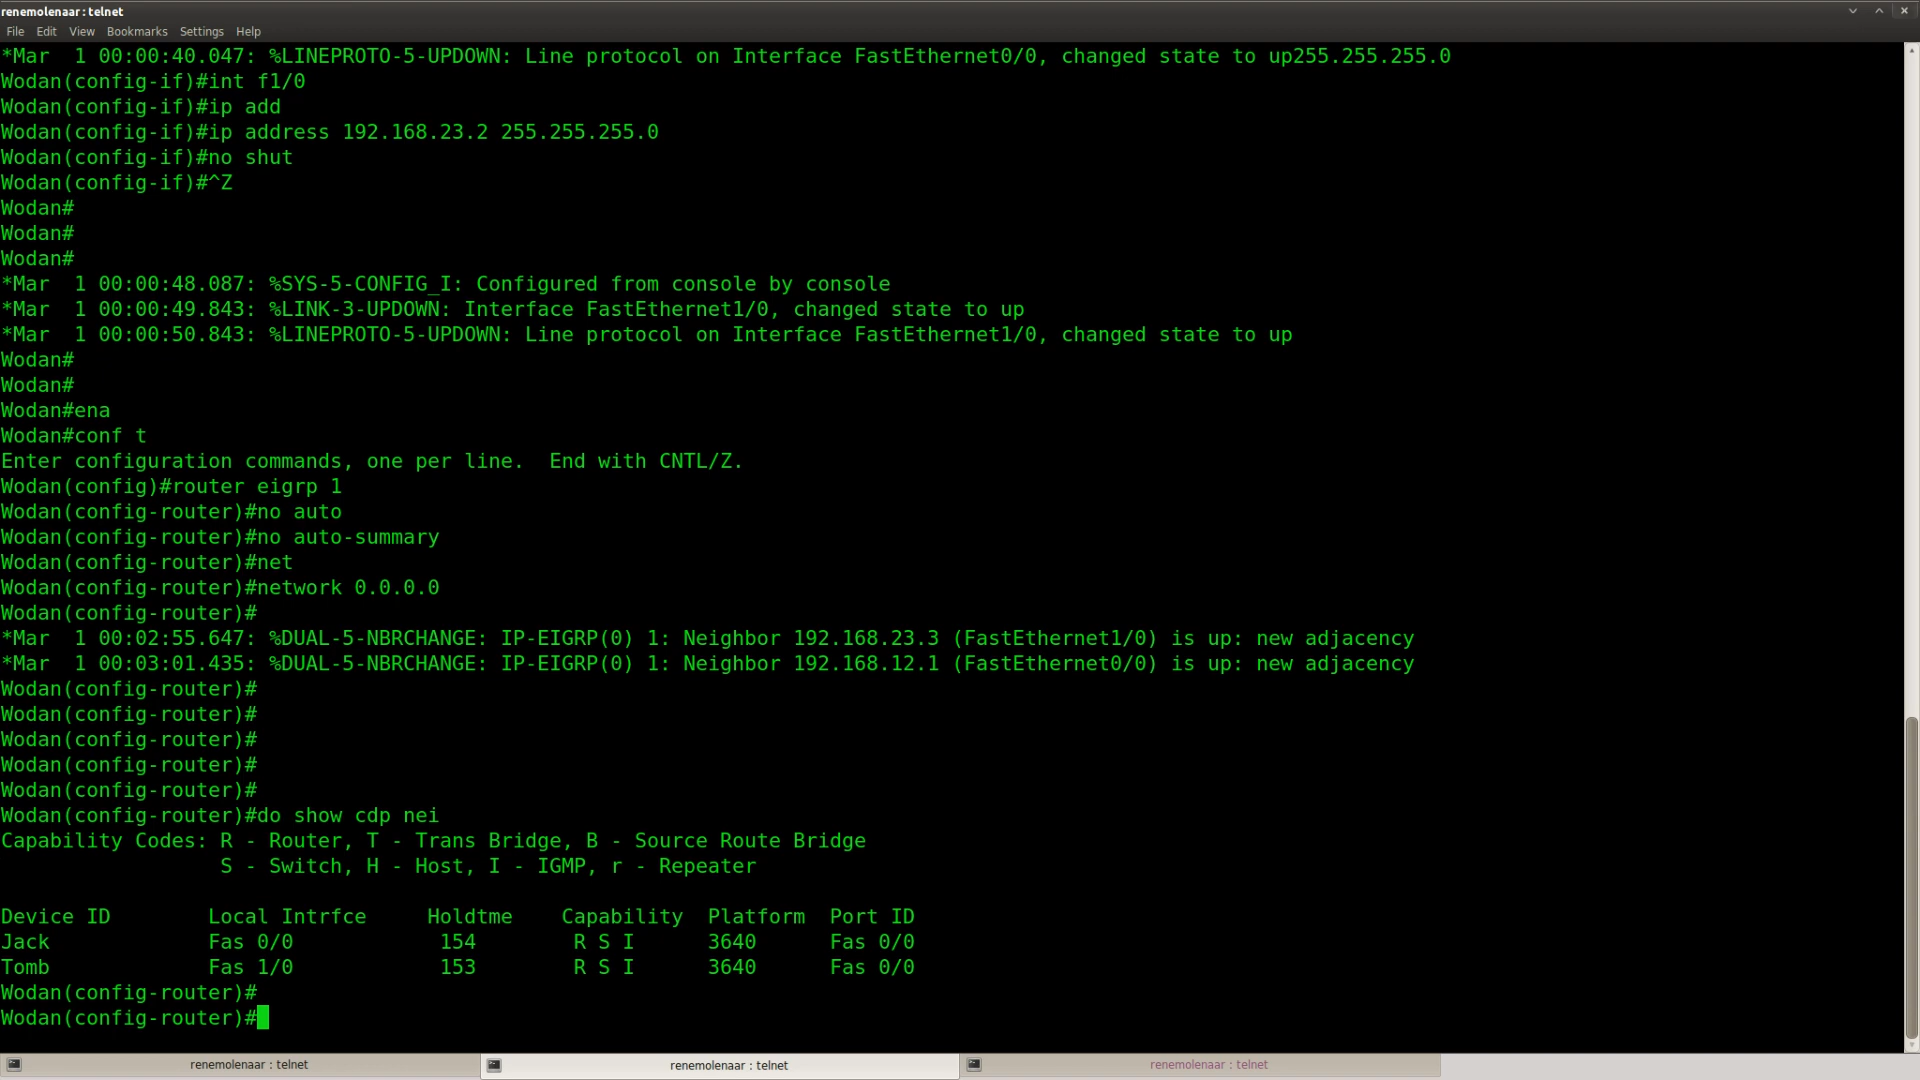 renemolenaar : telnet
File Edit View Bookmarks Settings Help
*Mar  1 00:00:40.047: %LINEPROTO-5-UPDOWN: Line protocol on Interface FastEthernet0/0, changed state to up255.255.255.0
Wodan(config-if)#int f1/0
Wodan(config-if)#ip add
Wodan(config-if)#ip address 192.168.23.2 255.255.255.0
Wodan(config-if)#no shut
Wodan(config-if)#^Z
Wodan#
Wodan#
Wodan#
*Mar  1 00:00:48.087: %SYS-5-CONFIG_I: Configured from console by console
*Mar  1 00:00:49.843: %LINK-3-UPDOWN: Interface FastEthernet1/0, changed state to up
*Mar  1 00:00:50.843: %LINEPROTO-5-UPDOWN: Line protocol on Interface FastEthernet1/0, changed state to up
Wodan#
Wodan#
Wodan#ena
Wodan#conf t
Enter configuration commands, one per line.  End with CNTL/Z.
Wodan(config)#router eigrp 1
Wodan(config-router)#no auto
Wodan(config-router)#no auto-summary
Wodan(config-router)#net
Wodan(config-router)#network 0.0.0.0
Wodan(config-router)#
*Mar  1 00:02:55.647: %DUAL-5-NBRCHANGE: IP-EIGRP(0) 1: Neighbor 192.168.23.3 (FastEthernet1/0) is up: new adjacency
*Mar  1 00:03:01.435: %DUAL-5-NBRCHANGE: IP-EIGRP(0) 1: Neighbor 192.168.12.1 (FastEthernet0/0) is up: new adjacency
Wodan(config-router)#
Wodan(config-router)#
Wodan(config-router)#
Wodan(config-router)#
Wodan(config-router)#
Wodan(config-router)#do show cdp nei
Capability Codes: R - Router, T - Trans Bridge, B - Source Route Bridge
                  S - Switch, H - Host, I - IGMP, r - Repeater
Device ID        Local Intrfce     Holdtme    Capability  Platform  Port ID
Jack             Fas 0/0            154        R S I      3640      Fas 0/0
Tomb             Fas 1/0            153        R S I      3640      Fas 0/0
Wodan(config-router)#
Wodan(config-router)#
renemolenaar : telnet renemolenaar : telnet renemolenaar : telnet